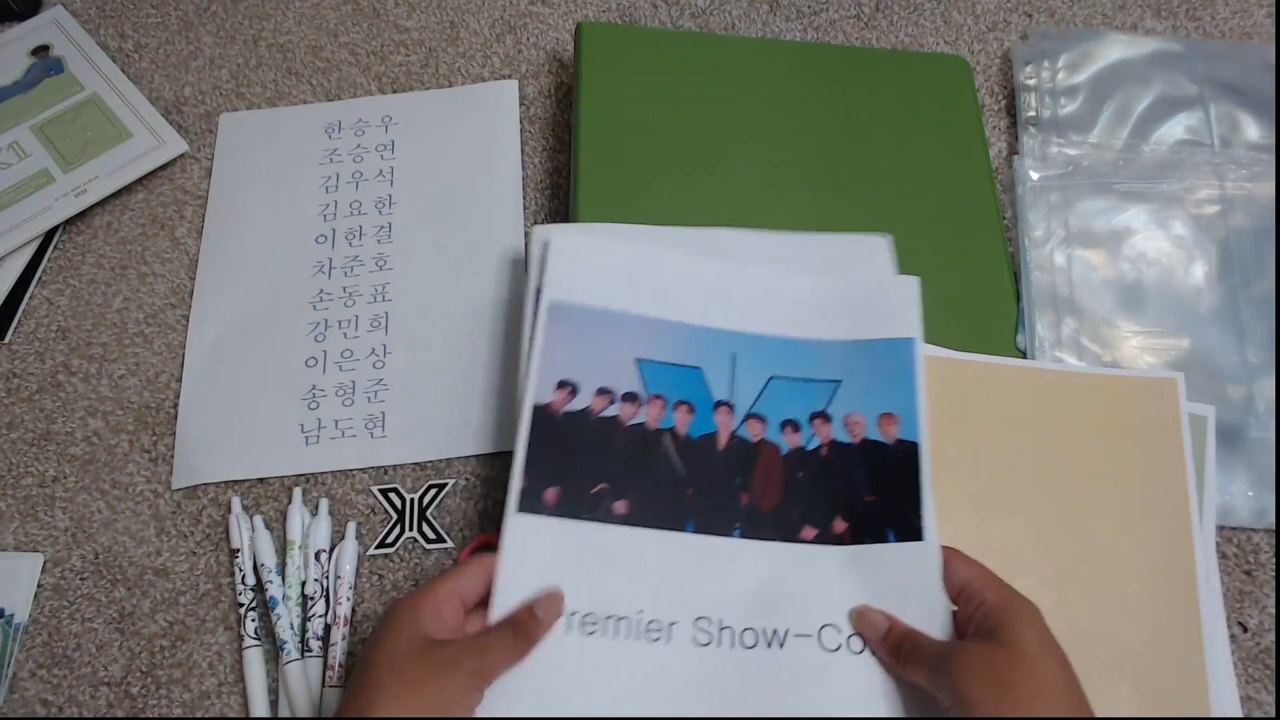 한승우
조승연
김우석
김요한
이한결
차준호
손동표
강민희
이은상
송형준
남도현
Premier Show-Co